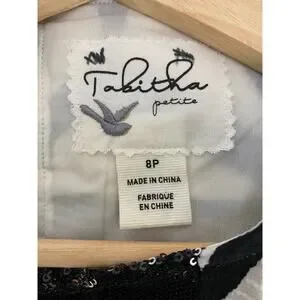 Tabitha
petite
8P
MADE IN CHINA
FABRIQUE
EN CHINE